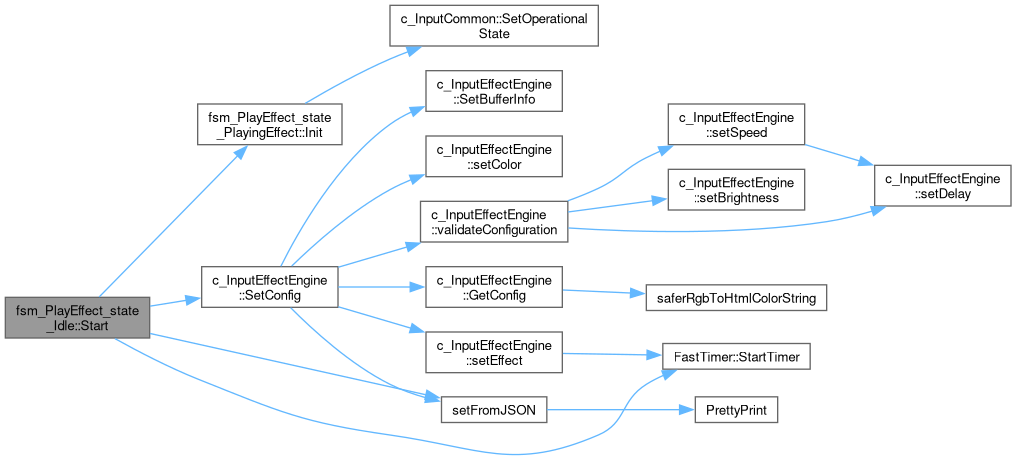 c_InputCommon::SetOperational
State
c_InputEffectEngine
::SetBufferInfo
fsm_PlayEffect_state
_PlayingEffect::Init
c_InputEffectEngine
::setSpeed
c_InputEffectEngine
::setColor
c_InputEffectEngine
::setBrightness
c_InputEffectEngine
::setDelay
c_InputEffectEngine
::validateConfiguration
c_InputEffectEngine
::SetConfig
c_InputEffectEngine
::GetConfig
saferRgbToHtmlColorString
fsm_PlayEffect_state
_Idle::Start
c_InputEffectEngine
::setEffect
FastTimer::StartTimer
setFromJSON
PrettyPrint